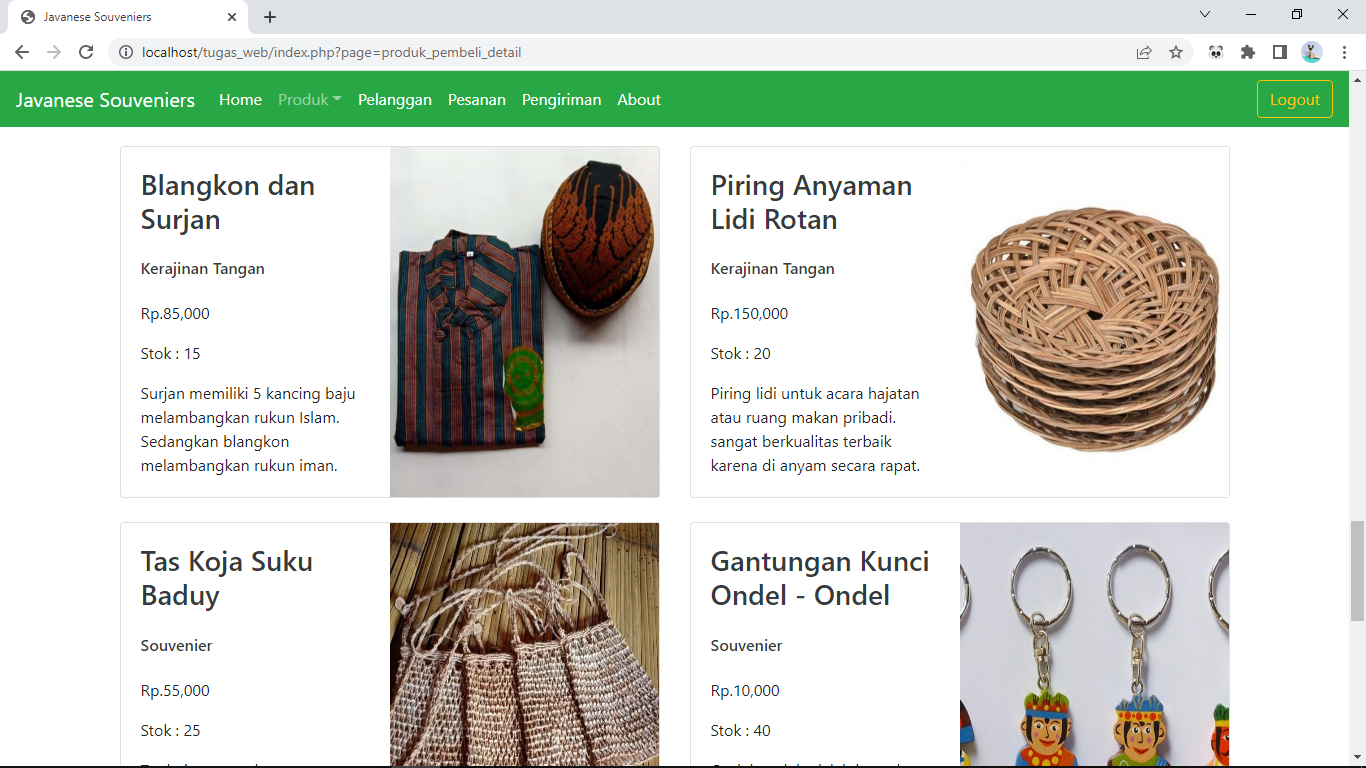 Javanese Souveniers
localhost/tugas_web/index.php?page=produk_pembeli_detail
Javanese Souveniers Home Produk Pelanggan Pesanan Pengiriman About Logout
Blangkon dan
Surjan
Kerajinan Tangan
Rp.85,000
Stok : 15
Surjan memiliki 5 kancing baju
melambangkan rukun Islam.
Sedangkan blangkon
melambangkan rukun iman.
Piring Anyaman
Lidi Rotan
Kerajinan Tangan
Rp.150,000
Stok : 20
Piring lidi untuk acara hajatan
atau ruang makan pribadi.
sangat berkualitas terbaik
karena di anyam secara rapat.
Tas Koja Suku
Baduy
Souvenier
Rp.55,000
Stok : 25
Gantungan Kunci
Ondel - Ondel
Souvenier
Rp.10,000
Stok : 40